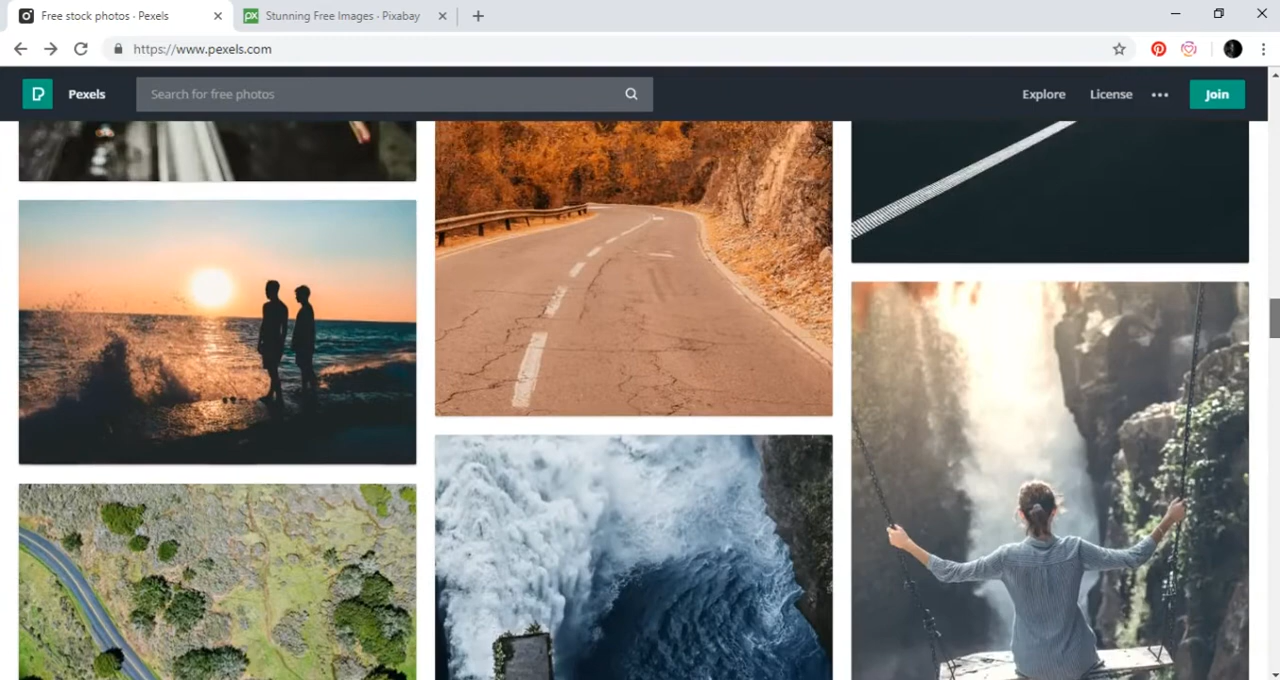 Free stock photos · Pexels
Stunning Free Images · Pixabay
https://www.pexels.com
Pexels
Search for free photos
Explore
License
Join